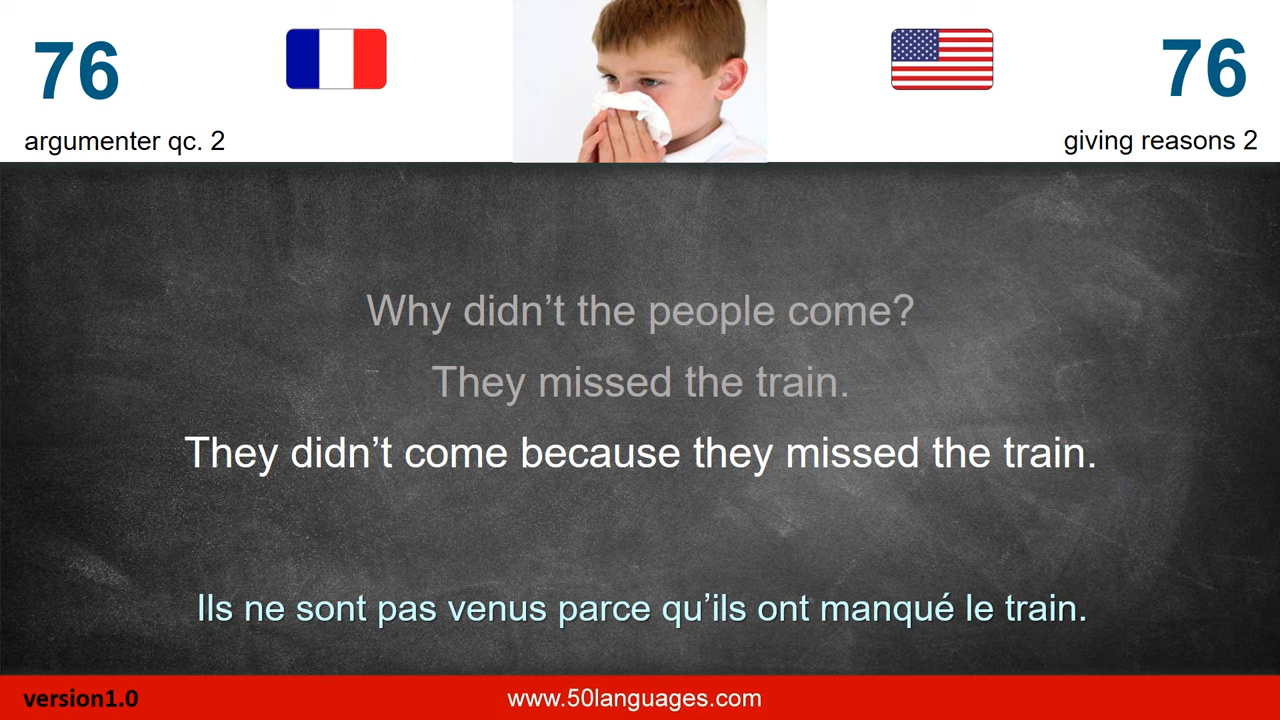 76
76
argumenter qc. 2
giving reasons 2
Why didn’t the people come?
They missed the train.
They didn’t come because they missed the train.
Ils ne sont pas venus parce qu’ils ont manqué le train.
version1.0
www.50languages.com